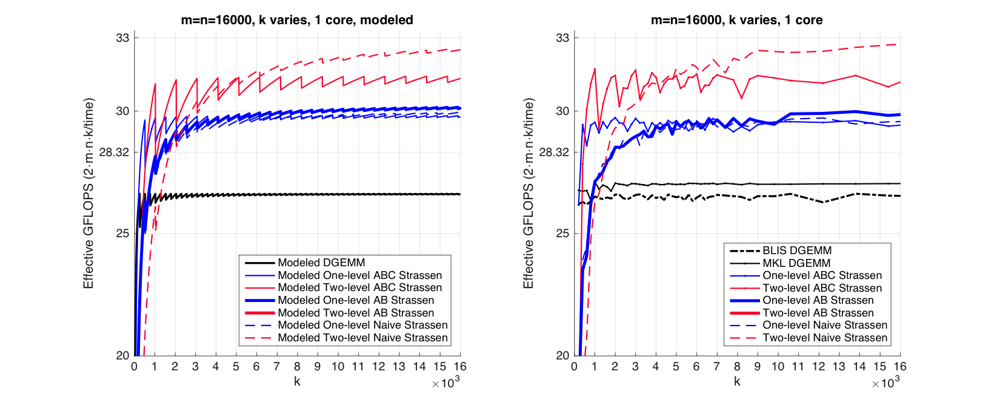 m=n=16000, k varies, 1 core, modeled
Effective GFLOPS (2·m·n·k/time)
33
30
28.32
25
20
0 1 2 3 4 5 6 7 8 9 10 11 12 13 14 15 16
k
×10³
Modeled DGEMM
Modeled One-level ABC Strassen
Modeled Two-level ABC Strassen
Modeled One-level AB Strassen
Modeled Two-level AB Strassen
Modeled One-level Naive Strassen
Modeled Two-level Naive Strassen
m=n=16000, k varies, 1 core
Effective GFLOPS (2·m·n·k/time)
33
30
28.32
25
20
0 1 2 3 4 5 6 7 8 9 10 11 12 13 14 15 16
k
×10³
BLIS DGEMM
MKL DGEMM
One-level ABC Strassen
Two-level ABC Strassen
One-level AB Strassen
Two-level AB Strassen
One-level Naive Strassen
Two-level Naive Strassen